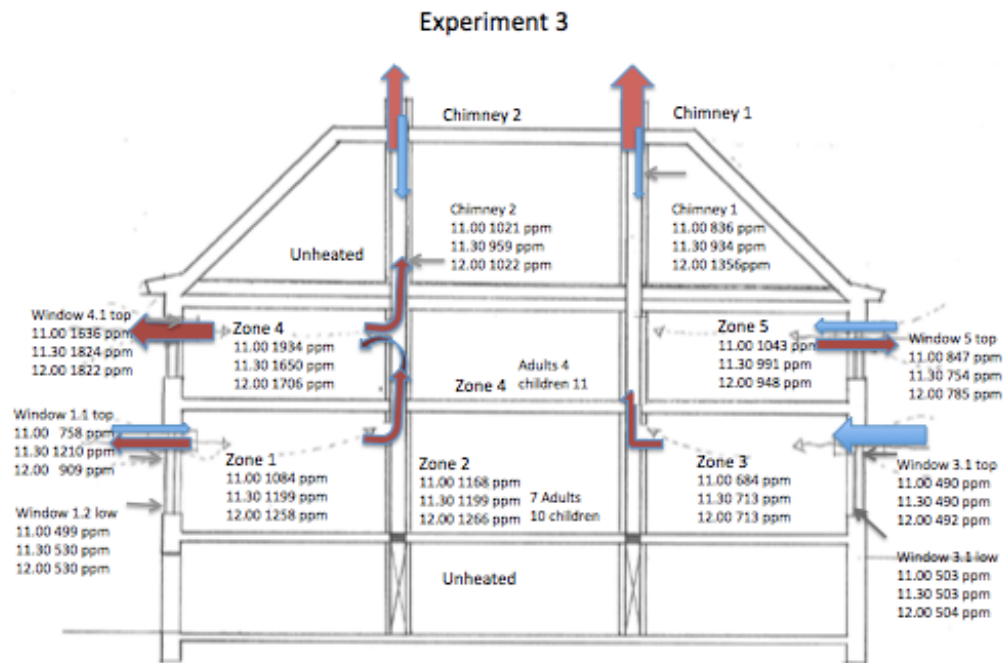 Experiment 3
Chimney 2
Chimney 1
Chimney 2
11.00 1021 ppm
11.30 959 ppm
12.00 1022 ppm
Chimney 1
11.00 836 ppm
11.30 934 ppm
12.00 1356ppm
Unheated
Window 4.1 top
11.00 1636 ppm
11.30 1824 ppm
12.00 1822 ppm
Zone 4
11.00 1934 ppm
11.30 1650 ppm
12.00 1706 ppm
Zone 4
Adults 4
children 11
Zone 5
11.00 1043 ppm
11.30 991 ppm
12.00 948 ppm
Window 5 top
11.00 847 ppm
11.30 754 ppm
12.00 785 ppm
Window 1.1 top
11.00 758 ppm
11.30 1210 ppm
12.00 909 ppm
Window 1.2 low
11.00 499 ppm
11.30 530 ppm
12.00 530 ppm
Zone 1
11.00 1084 ppm
11.30 1199 ppm
12.00 1258 ppm
Zone 2
11.00 1168 ppm
11.30 1199 ppm
12.00 1266 ppm
7 Adults
10 children
Zone 3
11.00 684 ppm
11.30 713 ppm
12.00 713 ppm
Window 3.1 top
11.00 490 ppm
11.30 490 ppm
12.00 492 ppm
Window 3.1 low
11.00 503 ppm
11.30 503 ppm
12.00 504 ppm
Unheated